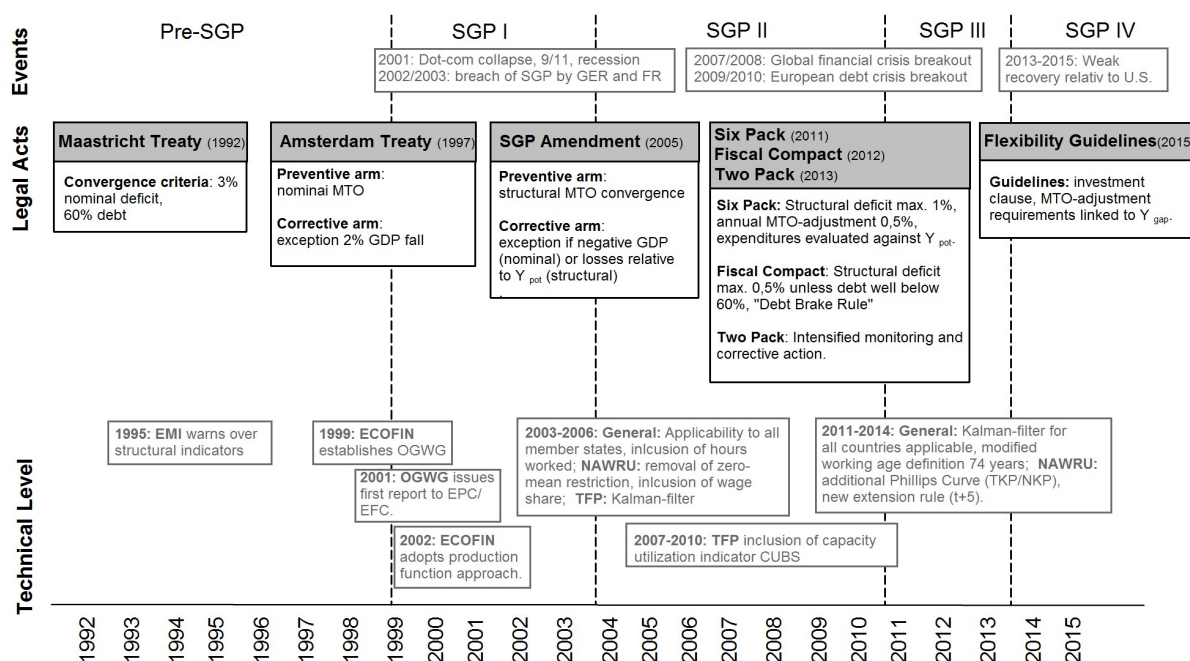 Pre-SGP
SGP I
SGP II
SGP III
SGP IV
Events
2001: Dot-com collapse, 9/11, recession
2002/2003: breach of SGP by GER and FR
2007/2008: Global financial crisis breakout
2009/2010: European debt crisis breakout
2013-2015: Weak
recovery relativ to U.S.
Legal Acts
Maastricht Treaty (1992)
Convergence criteria: 3%
nominal deficit,
60% debt
Amsterdam Treaty (1997)
Preventive arm:
nominal MTO
Corrective arm:
exception 2% GDP fall
SGP Amendment (2005)
Preventive arm:
structural MTO convergence
Corrective arm:
exception if negative GDP
(nominal) or losses relative
to Y pot (structural)
.
Six Pack (2011)
Fiscal Compact (2012)
Two Pack (2013)
Six Pack: Structural deficit max. 1%,
annual MTO-adjustment 0,5%,
expenditures evaluated against Y pot.
Fiscal Compact: Structural deficit
max. 0,5% unless debt well below
60%, "Debt Brake Rule"
Two Pack: Intensified monitoring and
corrective action.
Flexibility Guidelines(2015
Guidelines: investment
clause, MTO-adjustment
requirements linked to Y gap.
Technical Level
1995: EMI warns over
structural indicators
1999: ECOFIN
establishes OGWG
2001: OGWG issues
first report to EPC/
EFC.
2002: ECOFIN
adopts production
function approach.
2003-2006: General: Applicability to all
member states, inlcusion of hours
worked; NAWRU: removal of zero-
mean restriction, inlcusion of wage
share; TFP: Kalman-filter
2007-2010: TFP inclusion of capacity
utilization indicator CUBS
2011-2014: General: Kalman-filter for
all countries applicable, modified
working age definition 74 years; NAWRU:
additional Phillips Curve (TKP/NKP),
new extension rule (t+5).
1992
1993
1994
1995
1996
1997
1998
1999
2000
2001
2002
2003
2004
2005
2006
2007
2008
2009
2010
2011
2012
2013
2014
2015